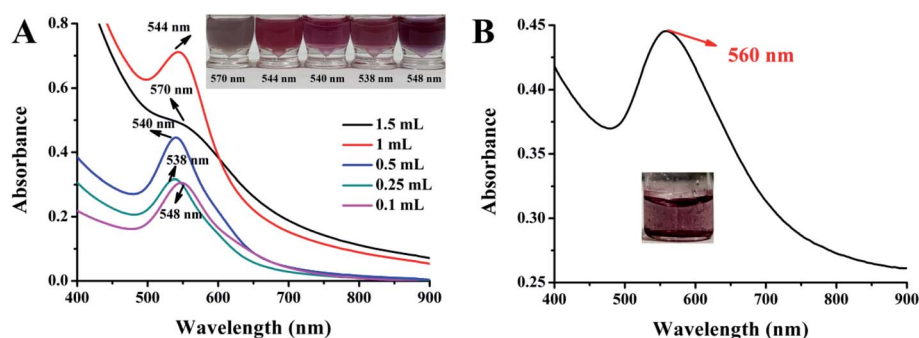 A
B
544 nm
570 nm
540 nm
538 nm
548 nm
570 nm 544 nm 540 nm 538 nm 548 nm
1.5 mL
1 mL
0.5 mL
0.25 mL
0.1 mL
Absorbance
0.8
0.6
0.4
0.2
0.0
400 500 600 700 800 900
Wavelength (nm)
560 nm
Absorbance
0.45
0.40
0.35
0.30
0.25
400 500 600 700 800 900
Wavelength (nm)